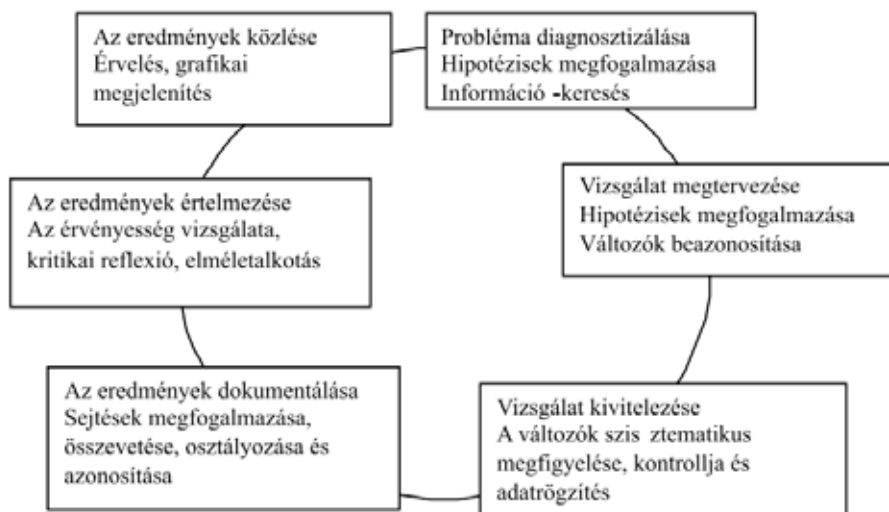 Az eredmények közlése
Érvelés, grafikai
megjelenítés
Probléma diagnosztizálása
Hipotézisek megfogalmazása
Információ -keresés
Vizsgálat megtervezése
Hipotézisek megfogalmazása
Változók beazonosítása
Vizsgálat kivitelezése
A változók szis ztematikus
megfigyelése, kontrollja és
adatrögzítés
Az eredmények dokumentálása
Sejtések megfogalmazása,
összevetése, osztályozása és
azonosítása
Az eredmények értelmezése
Az érvényesség vizsgálata,
kritikai reflexió, elméletalkotás